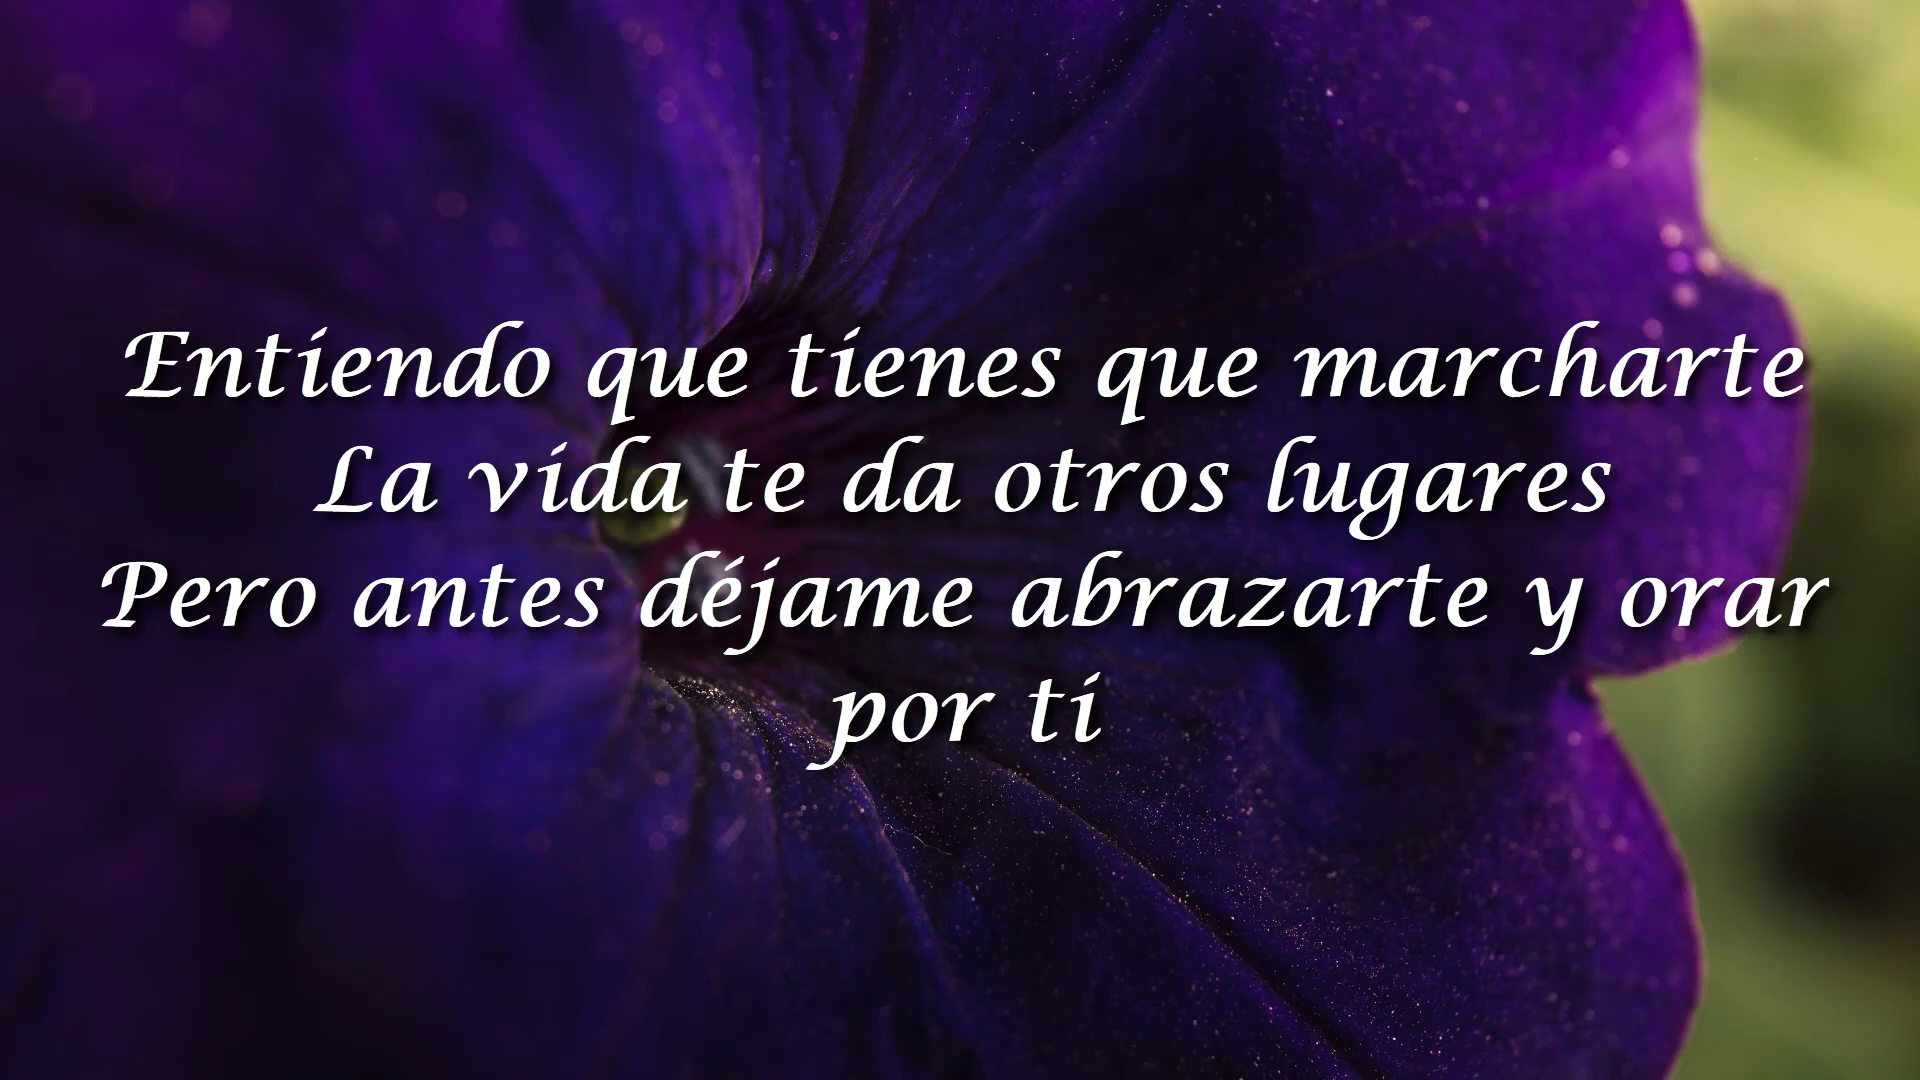 Entiendo que tienes que marcharte
La vida te da otros lugares
Pero antes déjame abrazarte y orar
por ti